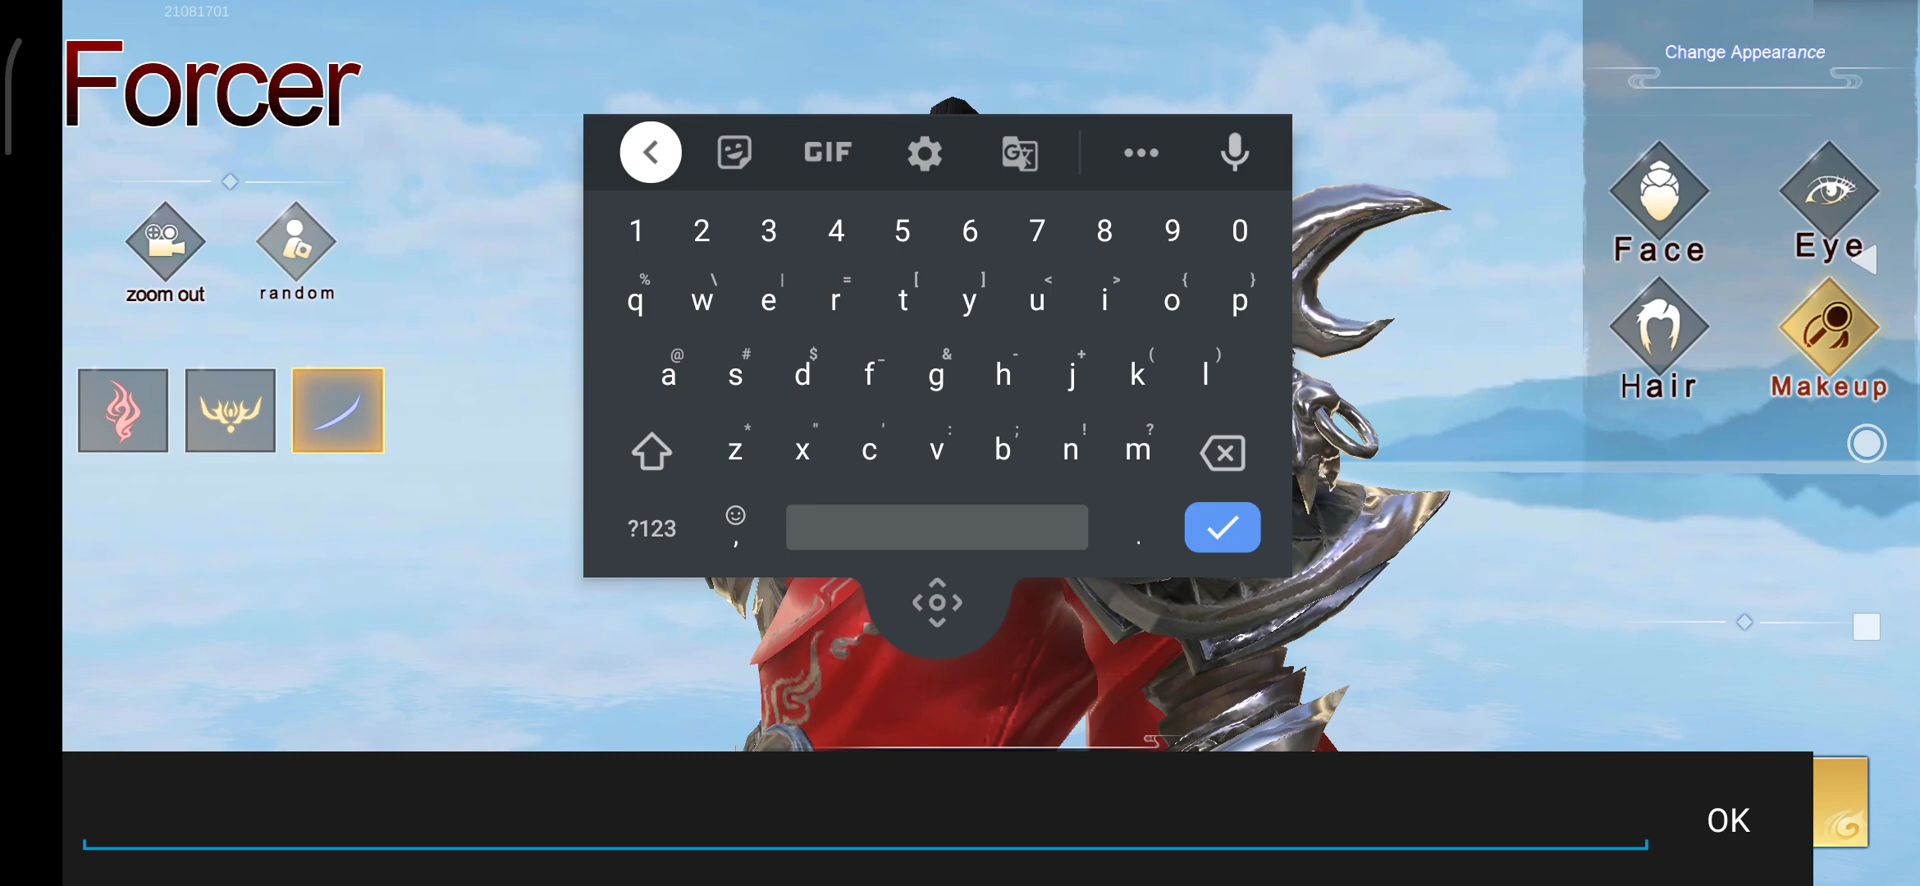 21081701
Forcer
Change Appearance
zoom out
random
Face
Eye
Hair
Makeup
GIF
G
1 2 3 4 5 6 7 8 9 0
% \ | = [ ] < > { }
q w e r t y u i o p
@ # $ _ & - + ( )
a s d f g h j k l
* " ' : ; ! ?
z x c v b n m
?123 , .
OK